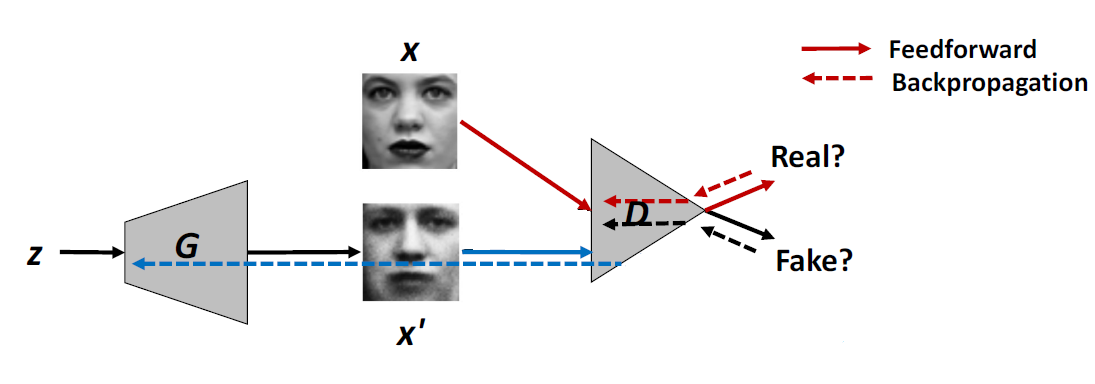 x
Feedforward
Backpropagation
Real?
D
G
z
Fake?
x'